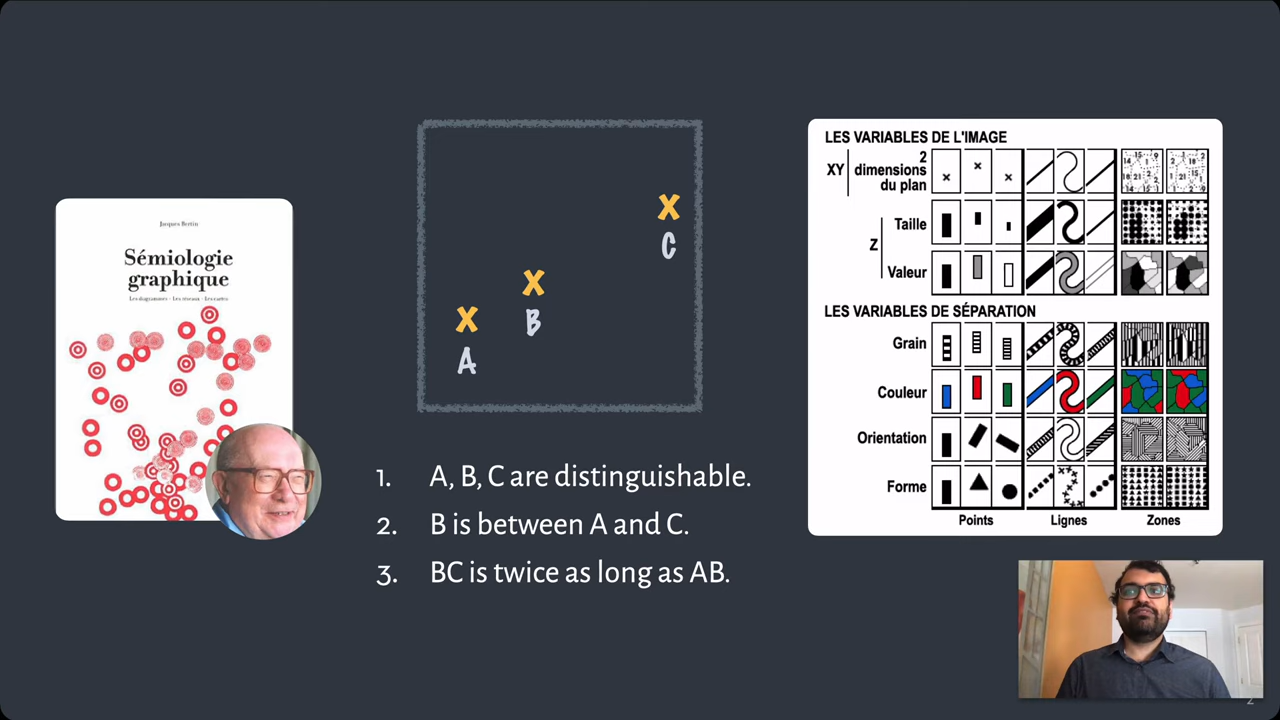 Jacques Bertin
Sémiologie
graphique
Les diagrammes - Les réseaux - Les cartes
X
C
X
B
X
A
1. A, B, C are distinguishable.
2. B is between A and C.
3. BC is twice as long as AB.
LES VARIABLES DE L'IMAGE
XY
2
dimensions
du plan
Z
Taille
Valeur
LES VARIABLES DE SÉPARATION
Grain
Couleur
Orientation
Forme
Points Lignes Zones
2